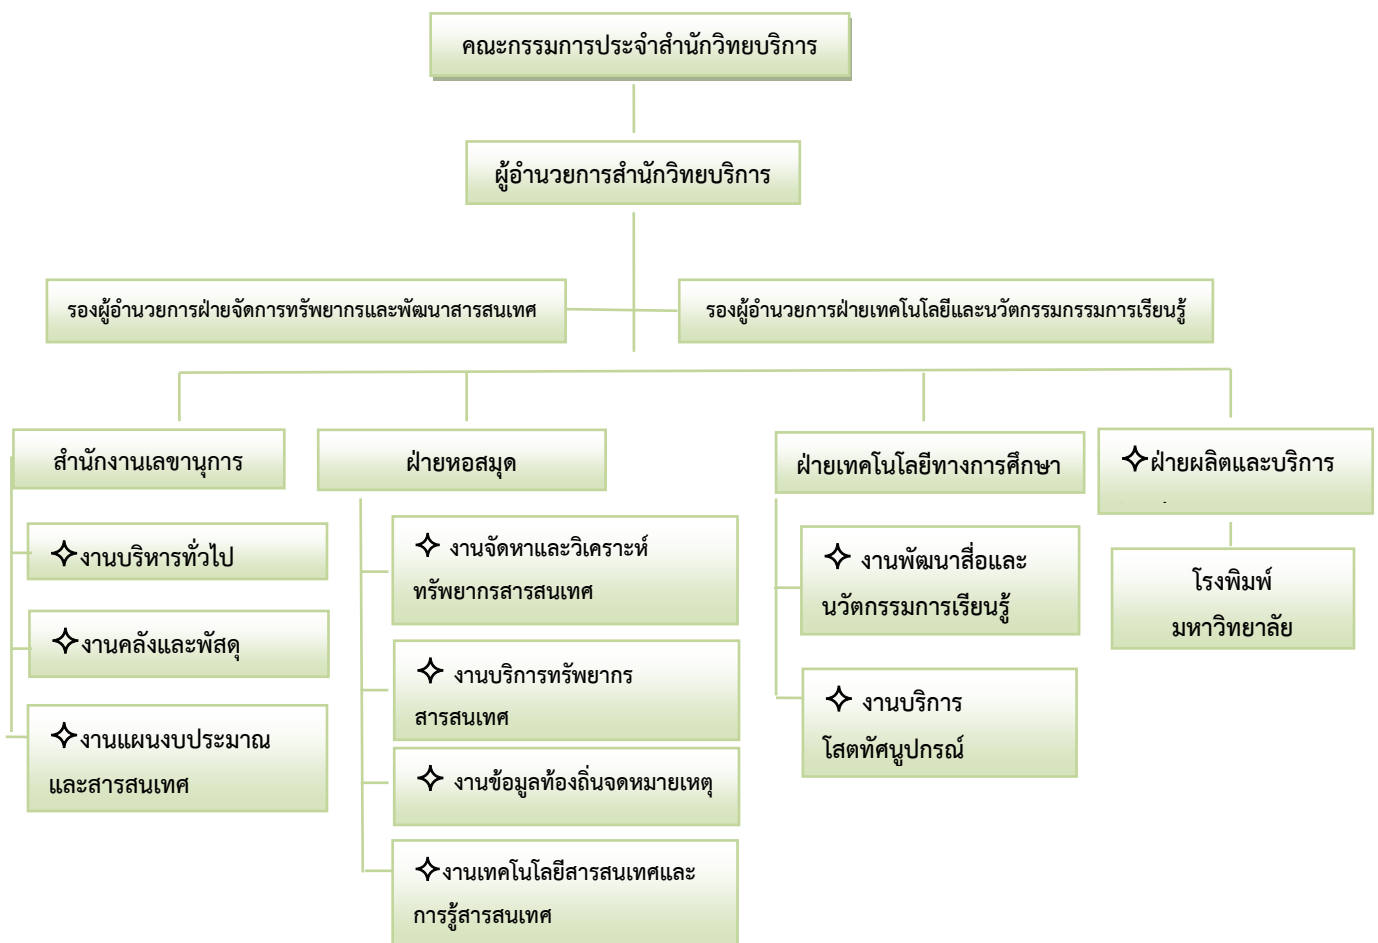 คณะกรรมการประจำสำนักวิทยบริการ
ผู้อำนวยการสำนักวิทยบริการ
รองผู้อำนวยการฝ่ายจัดการทรัพยากรและพัฒนาสารสนเทศ
รองผู้อำนวยการฝ่ายเทคโนโลยีและนวัตกรรมกรรมการเรียนรู้
สำนักงานเลขานุการ
✧งานบริหารทั่วไป
✧งานคลังและพัสดุ
✧งานแผนงบประมาณ
และสารสนเทศ
ฝ่ายหอสมุด
✧ งานจัดหาและวิเคราะห์
ทรัพยากรสารสนเทศ
✧ งานบริการทรัพยากร
สารสนเทศ
✧ งานข้อมูลท้องถิ่นจดหมายเหตุ
✧งานเทคโนโลยีสารสนเทศและ
การรู้สารสนเทศ
ฝ่ายเทคโนโลยีทางการศึกษา
✧ งานพัฒนาสื่อและ
นวัตกรรมการเรียนรู้
✧ งานบริการ
โสตทัศนูปกรณ์
✧ฝ่ายผลิตและบริการ
โรงพิมพ์
มหาวิทยาลัย